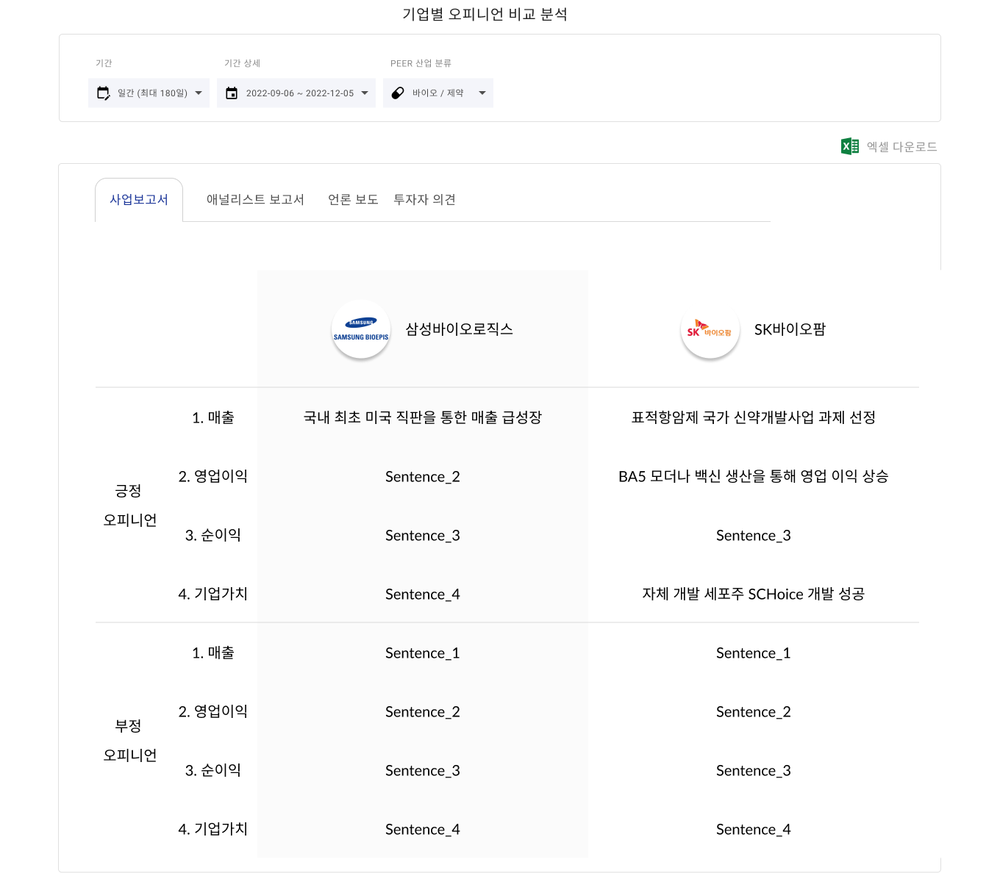 기업별 오피니언 비교 분석
기간
기간 상세
PEER 산업 분류
일간 (최대 180일)
2022-09-06 ~ 2022-12-05
바이오 / 제약
엑셀 다운로드
사업보고서
애널리스트 보고서
언론 보도
투자자 의견
SAMSUNG
SAMSUNG BIOEPIS
삼성바이오로직스
SK 바이오팜
SK바이오팜
긍정
오피니언
1. 매출
국내 최초 미국 직판을 통한 매출 급성장
표적항암제 국가 신약개발사업 과제 선정
2. 영업이익
Sentence_2
BA5 모더나 백신 생산을 통해 영업 이익 상승
3. 순이익
Sentence_3
Sentence_3
4. 기업가치
Sentence_4
자체 개발 세포주 SCHoice 개발 성공
부정
오피니언
1. 매출
Sentence_1
Sentence_1
2. 영업이익
Sentence_2
Sentence_2
3. 순이익
Sentence_3
Sentence_3
4. 기업가치
Sentence_4
Sentence_4